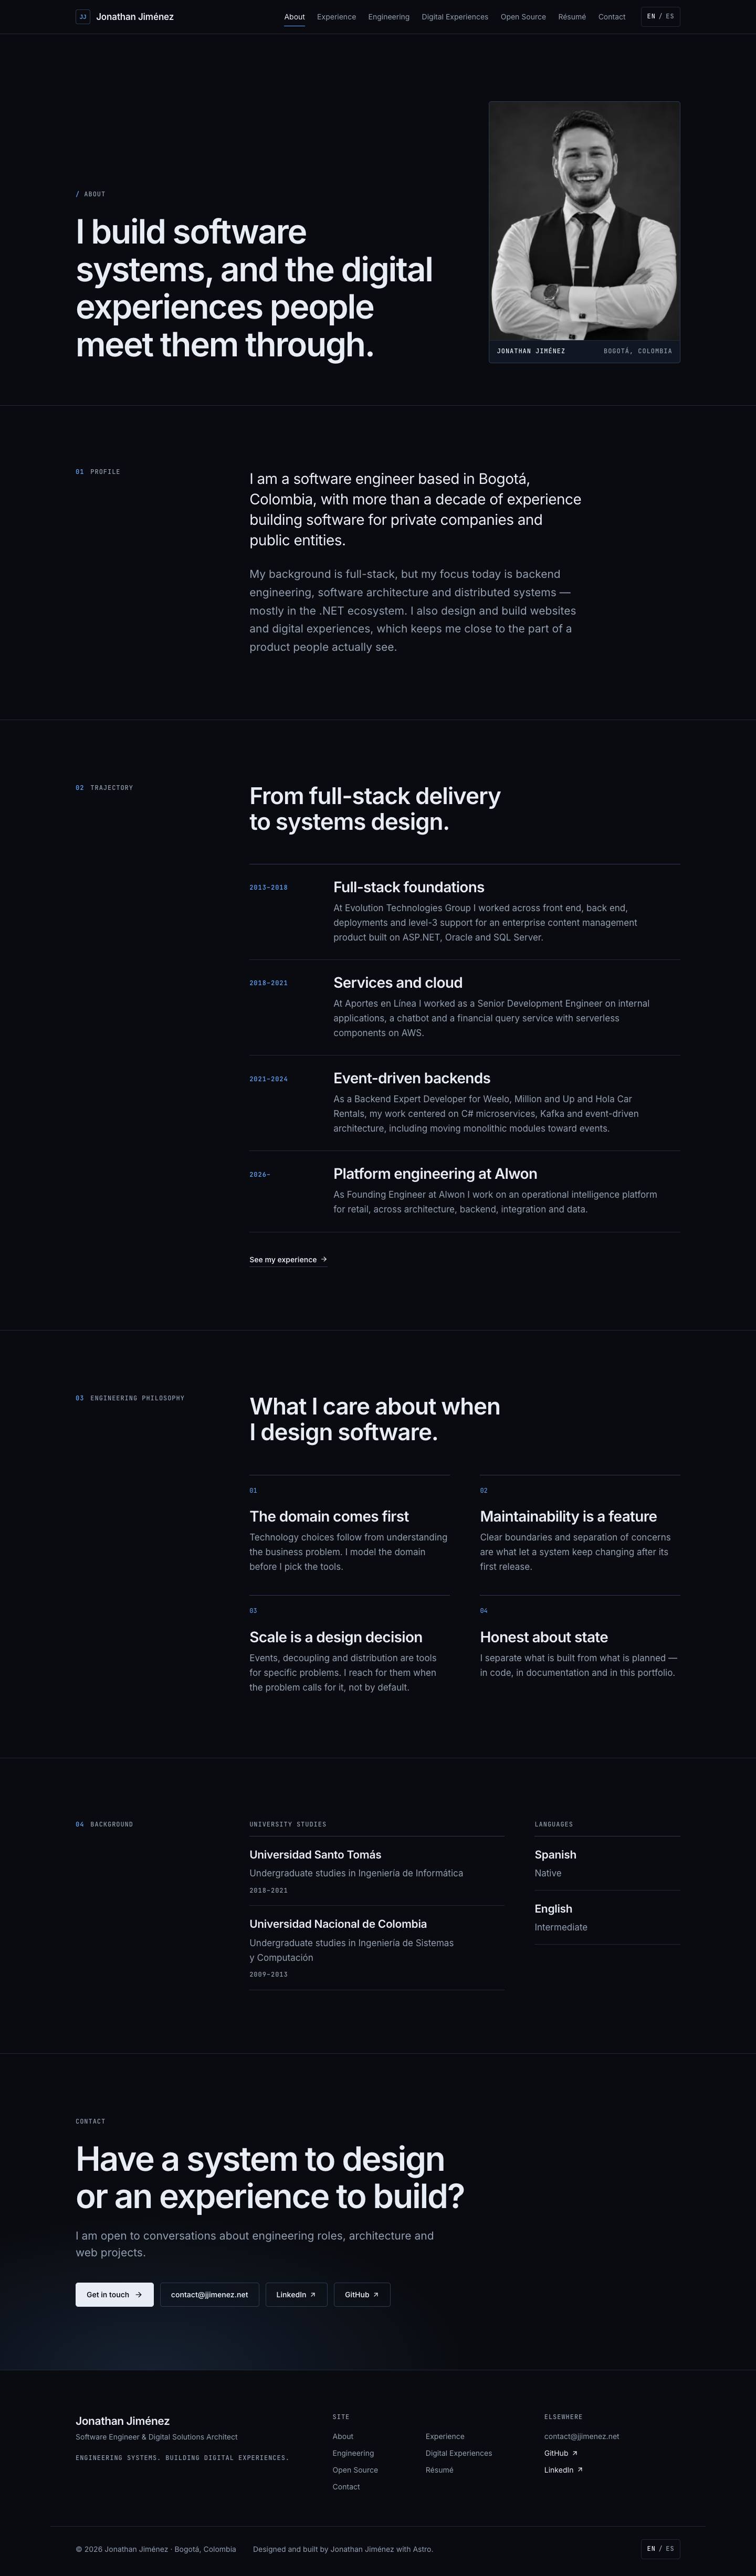 JJ Jonathan Jiménez About Experience Engineering Digital Experiences Open Source Résumé Contact EN / ES
/ ABOUT
I build software
systems, and the digital
experiences people
meet them through.
JONATHAN JIMÉNEZ BOGOTÁ, COLOMBIA
01 PROFILE
I am a software engineer based in Bogotá,
Colombia, with more than a decade of experience
building software for private companies and
public entities.
My background is full-stack, but my focus today is backend
engineering, software architecture and distributed systems —
mostly in the .NET ecosystem. I also design and build websites
and digital experiences, which keeps me close to the part of a
product people actually see.
02 TRAJECTORY
From full-stack delivery
to systems design.
2013–2018
Full-stack foundations
At Evolution Technologies Group I worked across front end, back end,
deployments and level-3 support for an enterprise content management
product built on ASP.NET, Oracle and SQL Server.
2018–2021
Services and cloud
At Aportes en Línea I worked as a Senior Development Engineer on internal
applications, a chatbot and a financial query service with serverless
components on AWS.
2021–2024
Event-driven backends
As a Backend Expert Developer for Weelo, Million and Up and Hola Car
Rentals, my work centered on C# microservices, Kafka and event-driven
architecture, including moving monolithic modules toward events.
2026–
Platform engineering at Alwon
As Founding Engineer at Alwon I work on an operational intelligence platform
for retail, across architecture, backend, integration and data.
See my experience →
03 ENGINEERING PHILOSOPHY
What I care about when
I design software.
01
The domain comes first
Technology choices follow from understanding
the business problem. I model the domain
before I pick the tools.
02
Maintainability is a feature
Clear boundaries and separation of concerns
are what let a system keep changing after its
first release.
03
Scale is a design decision
Events, decoupling and distribution are tools
for specific problems. I reach for them when
the problem calls for it, not by default.
04
Honest about state
I separate what is built from what is planned —
in code, in documentation and in this portfolio.
04 BACKGROUND
UNIVERSITY STUDIES
Universidad Santo Tomás
Undergraduate studies in Ingeniería de Informática
2018–2021
Universidad Nacional de Colombia
Undergraduate studies in Ingeniería de Sistemas
y Computación
2009–2013
LANGUAGES
Spanish
Native
English
Intermediate
CONTACT
Have a system to design
or an experience to build?
I am open to conversations about engineering roles, architecture and
web projects.
Get in touch → contact@jjimenez.net LinkedIn ↗ GitHub ↗
Jonathan Jiménez
Software Engineer & Digital Solutions Architect
ENGINEERING SYSTEMS. BUILDING DIGITAL EXPERIENCES.
SITE
About Experience
Engineering Digital Experiences
Open Source Résumé
Contact
ELSEWHERE
contact@jjimenez.net
GitHub ↗
LinkedIn ↗
© 2026 Jonathan Jiménez · Bogotá, Colombia Designed and built by Jonathan Jiménez with Astro. EN / ES